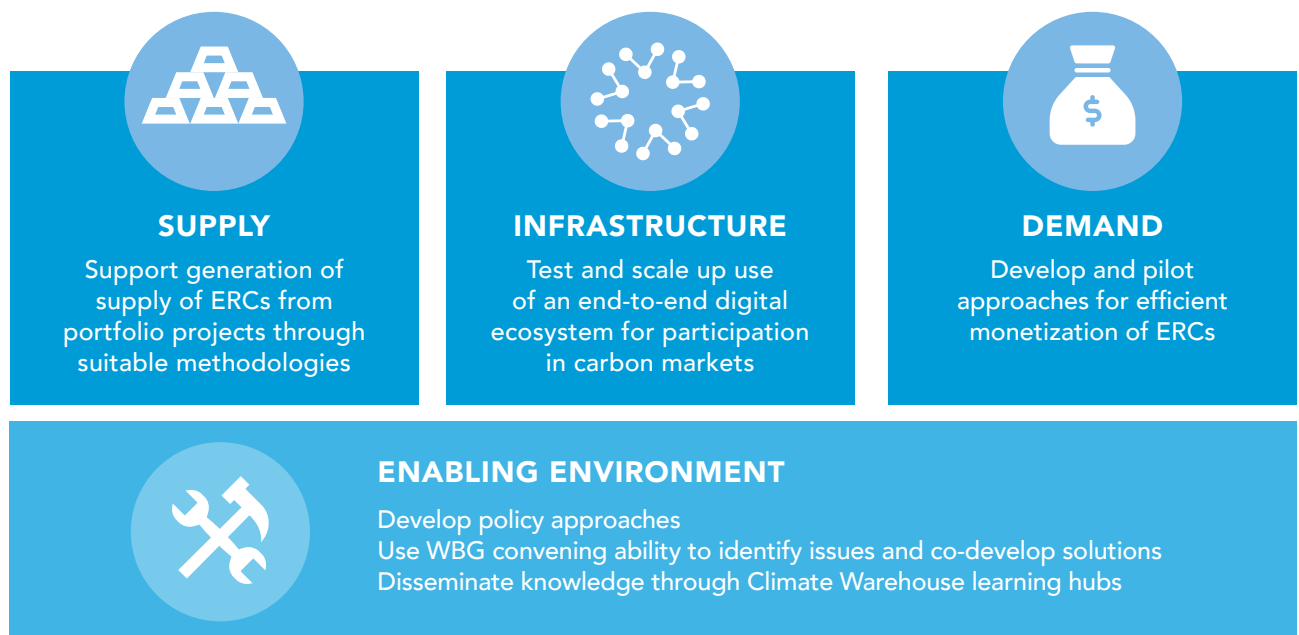 $
SUPPLY
Support generation of
supply of ERCs from
portfolio projects through
suitable methodologies
INFRASTRUCTURE
Test and scale up use
of an end-to-end digital
ecosystem for participation
in carbon markets
DEMAND
Develop and pilot
approaches for efficient
monetization of ERCs
ENABLING ENVIRONMENT
Develop policy approaches
Use WBG convening ability to identify issues and co-develop solutions
Disseminate knowledge through Climate Warehouse learning hubs